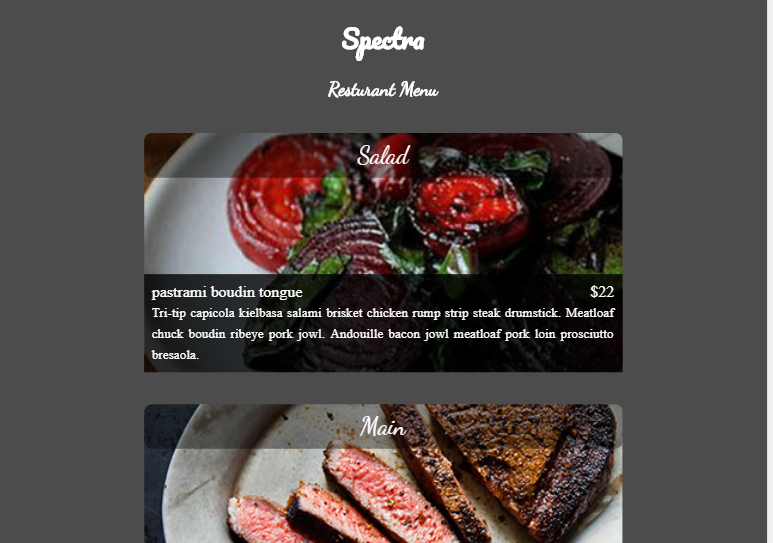 Spectra
Resturant Menu
Salad
pastrami boudin tongue $22
Tri-tip capicola kielbasa salami brisket chicken rump strip steak drumstick. Meatloaf
chuck boudin ribeye pork jowl. Andouille bacon jowl meatloaf pork loin prosciutto
bresaola.
Main